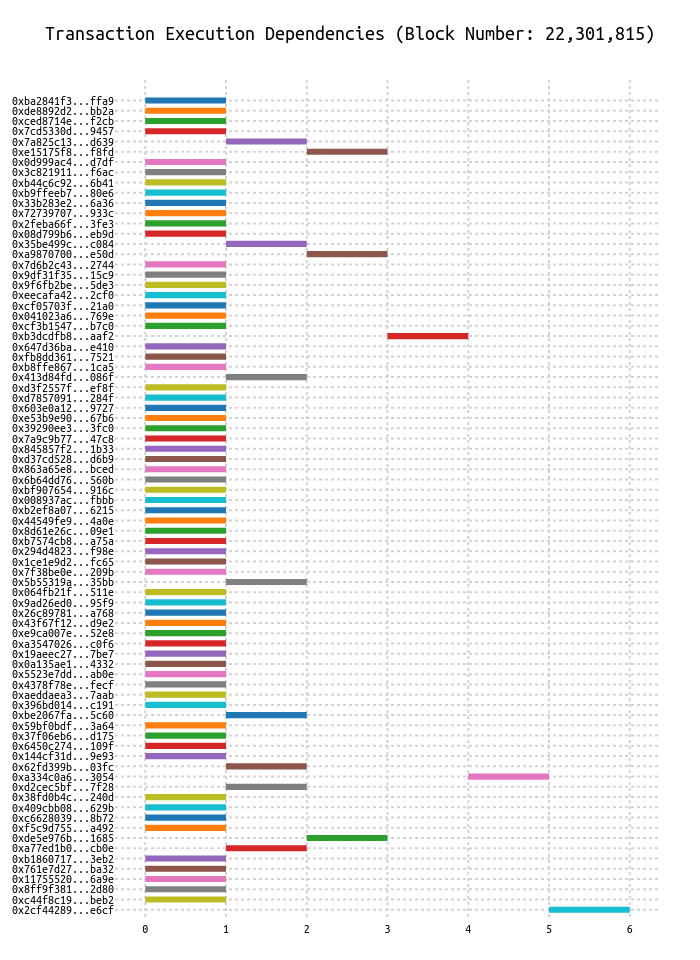 Transaction Execution Dependencies (Block Number: 22,301,815)
0xba2841f3...ffa9
0xde8892d2...bb2a
0xced8714e...f2cb
0x7cd5330d...9457
0x7a825c13...d639
0xe15175f8...f8fd
0x0d999ac4...d7df
0x3c821911...f6ac
0xb44c6c92...6b41
0xb9ffeeb7...80e6
0x33b283e2...6a36
0x72739707...933c
0x2feba66f...3fe3
0x08d799b6...eb9d
0x35be499c...c084
0xa9870700...e50d
0x7d6b2c43...2744
0x9df31f35...15c9
0x9f6fb2be...5de3
0xeecafa42...2cf0
0xcf05703f...21a0
0x041023a6...769e
0xcf3b1547...b7c0
0xb3dcdfb8...aaf2
0x647d36ba...e410
0xfb8dd361...7521
0xb8ffe867...1ca5
0x413d84fd...086f
0xd3f2557f...ef8f
0xd7857091...284f
0x603e0a12...9727
0xe53b9e90...67b6
0x39290ee3...3fc0
0x7a9c9b77...47c8
0x845857f2...1b33
0xd37cd528...d6b9
0x863a65e8...bced
0x6b64dd76...560b
0xbf907654...916c
0x008937ac...fbbb
0xb2ef8a07...6215
0x44549fe9...4a0e
0x8d61e26c...09e1
0xb7574cb8...a75a
0x294d4823...f98e
0x1ce1e9d2...fc65
0x7f38be0e...209b
0x5b55319a...35bb
0x064fb21f...511e
0x9ad26ed0...95f9
0x26c89781...a768
0x43f67f12...d9e2
0xe9ca007e...52e8
0xa3547026...c0f6
0x19aeec27...7be7
0x0a135ae1...4332
0x5523e7dd...ab0e
0x4378f78e...fecf
0xaeddaea3...7aab
0x396bd014...c191
0xbe2067fa...5c60
0x59bf0bdf...3a64
0x37f06eb6...d175
0x6450c274...109f
0x144cf31d...9e93
0x62fd399b...03fc
0xa334c0a6...3054
0xd2cec5bf...7f28
0x38fd0b4c...240d
0x409cbb08...629b
0xc6628039...8b72
0xf5c9d755...a492
0xde5e976b...1685
0xa77ed1b0...cb0e
0xb1860717...3eb2
0x761e7d27...ba32
0x11755520...6a9e
0x8ff9f381...2d80
0xc44f8c19...beb2
0x2cf44289...e6cf
0 1 2 3 4 5 6